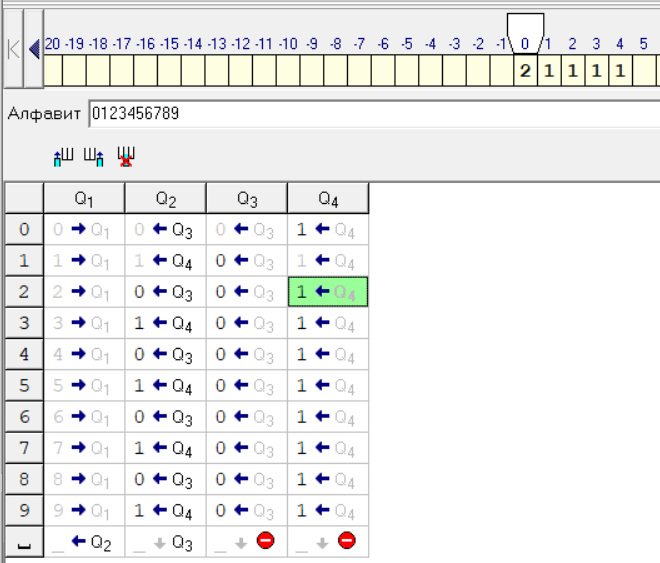 20 -19 -18 -17 -16 -15 -14 -13 -12 -11 -10 -9 -8 -7 -6 -5 -4 -3 -2 -1 0 1 2 3 4 5
2 1 1 1 1
Алфавит 0123456789
Q1 Q2 Q3 Q4
0 0 → Q1 0 ← Q3 0 ← Q3 1 ← Q4
1 1 → Q1 1 ← Q4 0 ← Q3 1 ← Q4
2 2 → Q1 0 ← Q3 0 ← Q3 1 ← Q4
3 3 → Q1 1 ← Q4 0 ← Q3 1 ← Q4
4 4 → Q1 0 ← Q3 0 ← Q3 1 ← Q4
5 5 → Q1 1 ← Q4 0 ← Q3 1 ← Q4
6 6 → Q1 0 ← Q3 0 ← Q3 1 ← Q4
7 7 → Q1 1 ← Q4 0 ← Q3 1 ← Q4
8 8 → Q1 0 ← Q3 0 ← Q3 1 ← Q4
9 9 → Q1 1 ← Q4 0 ← Q3 1 ← Q4
␣ _ ← Q2 _ ↓ Q3 _ ↓ _ ↓